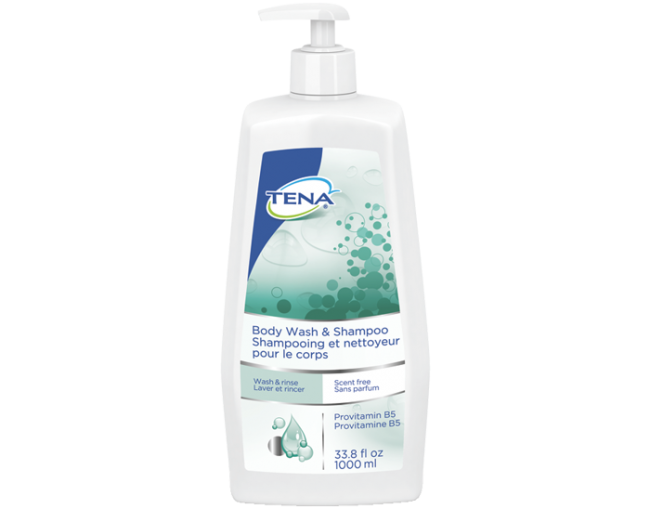 TENA
Body Wash & Shampoo
Shampooing et nettoyeur
pour le corps
Wash & rinse
Laver et rincer
Scent free
Sans parfum
Provitamin B5
Provitamine B5
33.8 fl oz
1000 ml